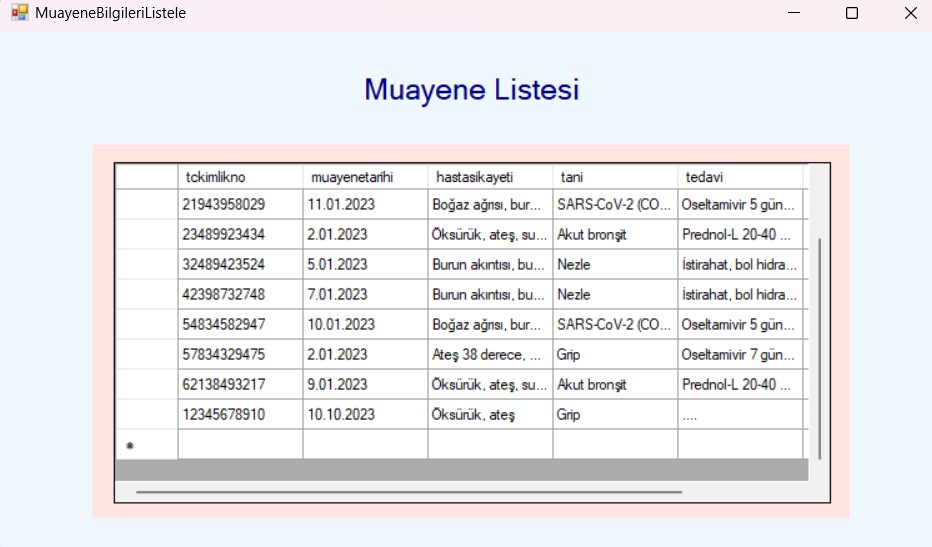 MuayeneBilgileriListele
Muayene Listesi
tckimlikno muayenetarihi hastasikayeti tani tedavi
21943958029 11.01.2023 Boğaz ağrısı, bur... SARS-CoV-2 (CO... Oseltamivir 5 gün...
23489923434 2.01.2023 Öksürük, ateş, su... Akut bronşit Prednol-L 20-40 ...
32489423524 5.01.2023 Burun akıntısı, bu... Nezle İstirahat, bol hidra...
42398732748 7.01.2023 Burun akıntısı, bu... Nezle İstirahat, bol hidra...
54834582947 10.01.2023 Boğaz ağrısı, bur... SARS-CoV-2 (CO... Oseltamivir 5 gün...
57834329475 2.01.2023 Ateş 38 derece, ... Grip Oseltamivir 7 gün...
62138493217 9.01.2023 Öksürük, ateş, su... Akut bronşit Prednol-L 20-40 ...
12345678910 10.10.2023 Öksürük, ateş Grip ....
*